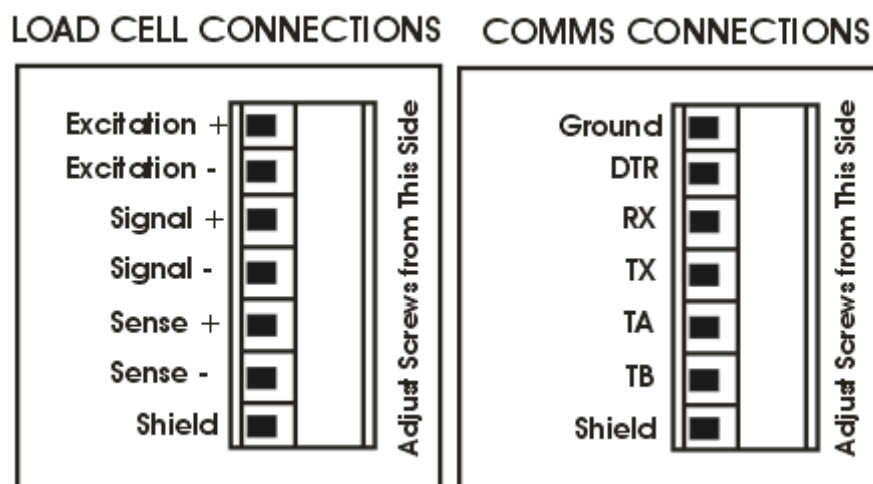 LOAD CELL CONNECTIONS
Excitation +
Excitation -
Signal +
Signal -
Sense +
Sense -
Shield
Adjust Screws from This Side
COMMS CONNECTIONS
Ground
DTR
RX
TX
TA
TB
Shield
Adjust Screws from This Side